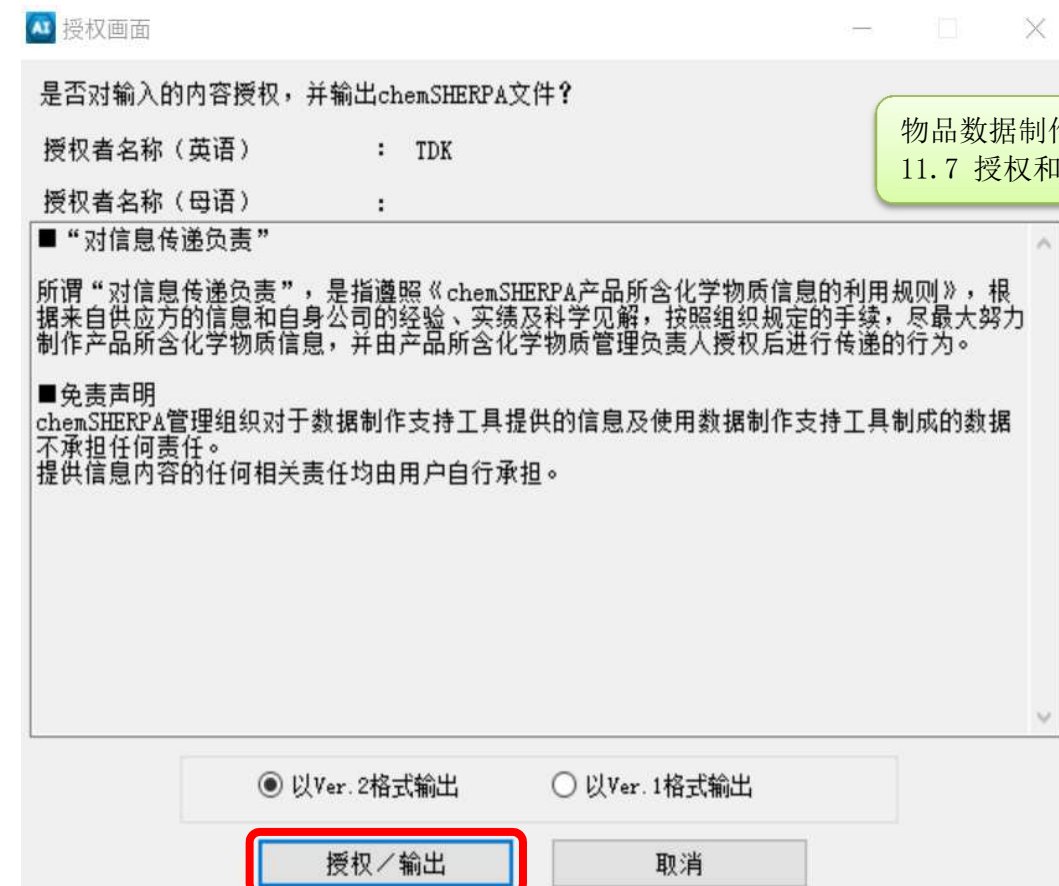 授权画面
是否对输入的内容授权，并输出chemSHERPA文件?
物品数据制作
11.7 授权和
授权者名称（英语） : TDK
授权者名称（母语） :
■“对信息传递负责”
所谓“对信息传递负责”，是指遵照《chemSHERPA产品所含化学物质信息的利用规则》，根
据来自供应方的信息和自身公司的经验、实绩及科学见解，按照组织规定的手续，尽最大努力
制作产品所含化学物质信息，并由产品所含化学物质管理负责人授权后进行传递的行为。
■免责声明
chemSHERPA管理组织对于数据制作支持工具提供的信息及使用数据制作支持工具制成的数据
不承担任何责任。
提供信息内容的任何相关责任均由用户自行承担。
以Ver.2格式输出 以Ver.1格式输出
授权／输出 取消